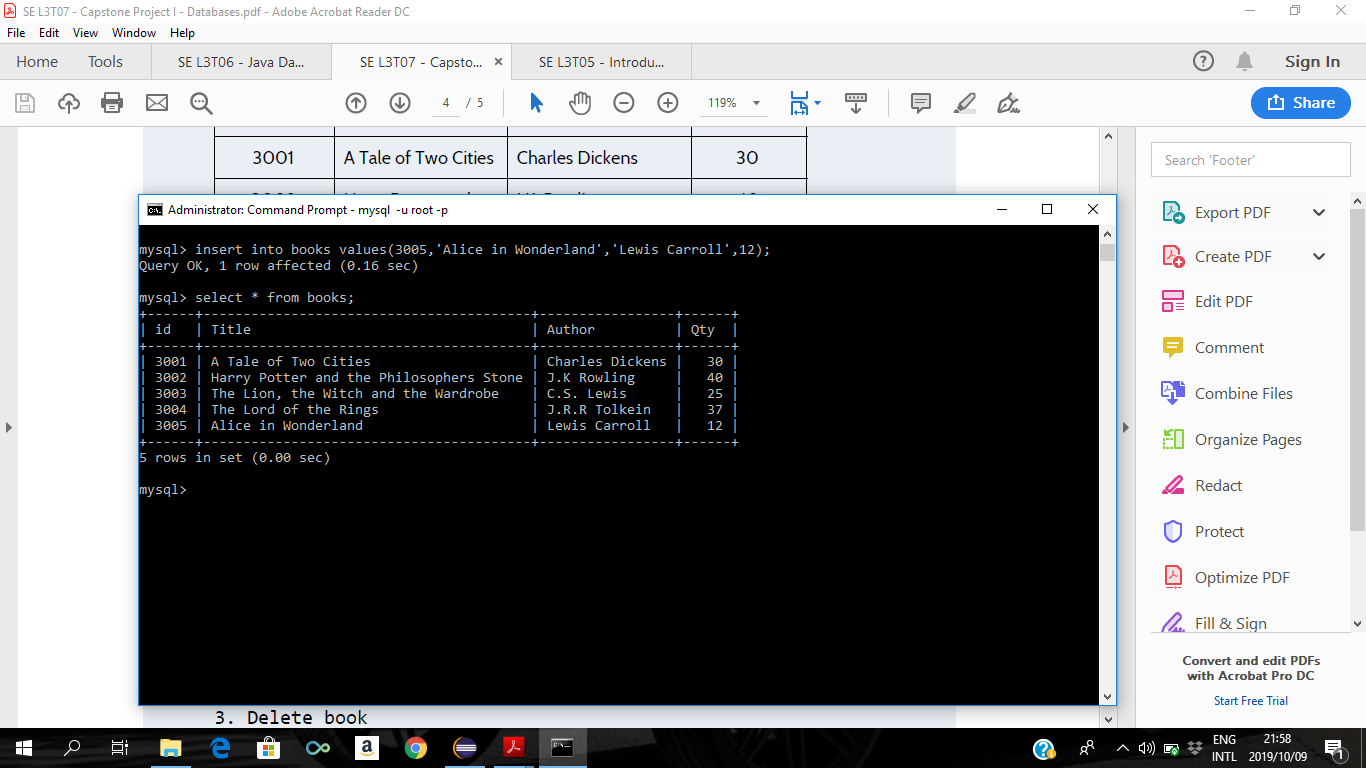 SE L3T07 - Capstone Project I - Databases.pdf - Adobe Acrobat Reader DC
File Edit View Window Help
Home Tools SE L3T06 - Java Da... SE L3T07 - Capsto... × SE L3T05 - Introdu... Sign In
4 / 5 119% Share
3001 A Tale of Two Cities Charles Dickens 30
Search 'Footer'
Administrator: Command Prompt - mysql -u root -p
mysql> insert into books values(3005,'Alice in Wonderland','Lewis Carroll',12);
Query OK, 1 row affected (0.16 sec)
mysql> select * from books;
+------+----------------------------------------+-----------------+------+
| id | Title | Author | Qty |
+------+----------------------------------------+-----------------+------+
| 3001 | A Tale of Two Cities | Charles Dickens | 30 |
| 3002 | Harry Potter and the Philosophers Stone | J.K Rowling | 40 |
| 3003 | The Lion, the Witch and the Wardrobe | C.S. Lewis | 25 |
| 3004 | The Lord of the Rings | J.R.R Tolkein | 37 |
| 3005 | Alice in Wonderland | Lewis Carroll | 12 |
+------+----------------------------------------+-----------------+------+
5 rows in set (0.00 sec)
mysql>
3. Delete book
Export PDF
Create PDF
Edit PDF
Comment
Combine Files
Organize Pages
Redact
Protect
Optimize PDF
Fill & Sign
Convert and edit PDFs
with Acrobat Pro DC
Start Free Trial
ENG 21:58
INTL 2019/10/09 1